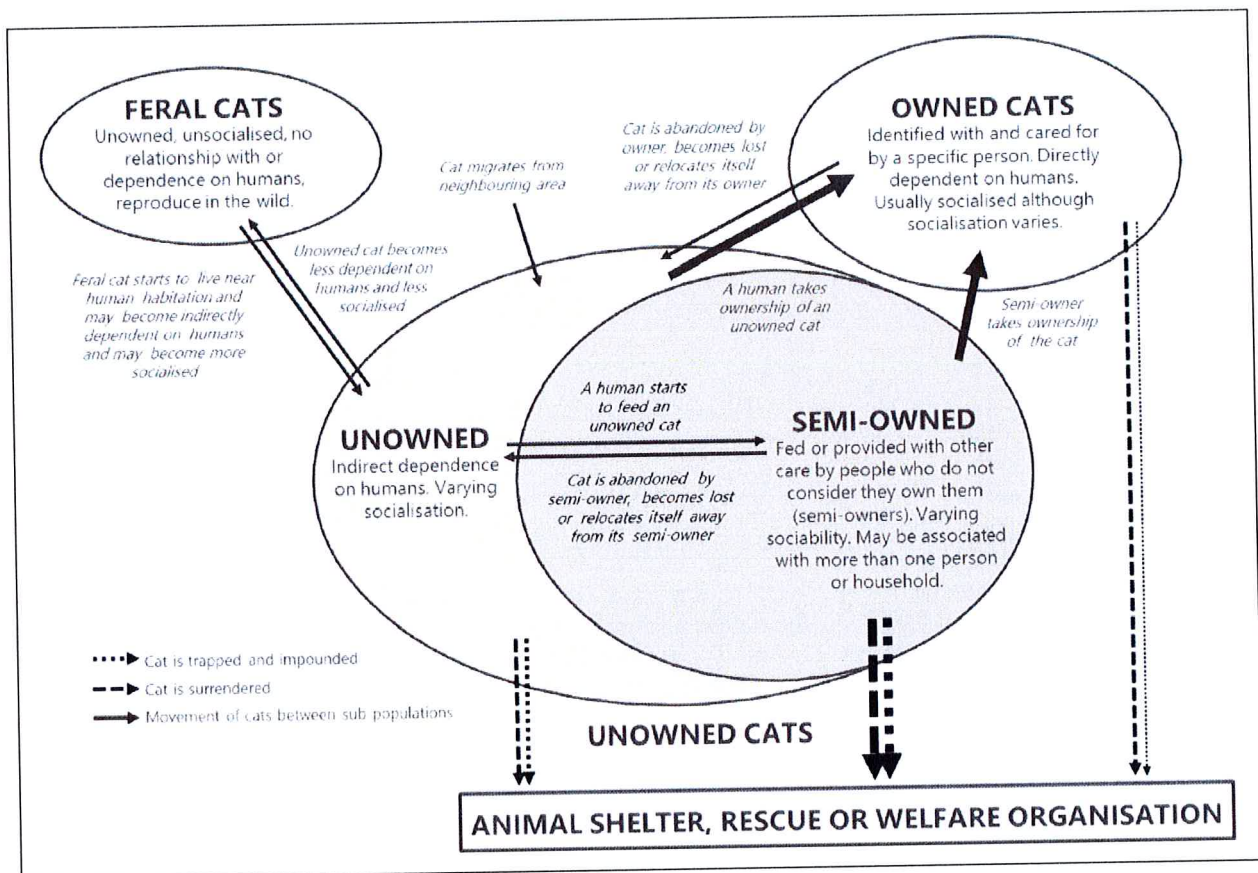 FERAL CATS
Unowned, unsocialised, no
relationship with or
dependence on humans,
reproduce in the wild.
Cat migrates from
neighbouring area
Cat is abandoned by
owner, becomes lost
or relocates itself
away from its owner
OWNED CATS
Identified with and cared for
by a specific person. Directly
dependent on humans.
Usually socialised although
socialisation varies.
Feral cat starts to live near
human habitation and
may become indirectly
dependent on humans
and may become more
socialised
Unowned cat becomes
less dependent on
humans and less
socialised
A human takes
ownership of an
unowned cat
Semi-owner
takes ownership
of the cat
UNOWNED
Indirect dependence
on humans. Varying
socialisation.
A human starts
to feed an
unowned cat
Cat is abandoned by
semi-owner, becomes lost
or relocates itself away
from its semi-owner
SEMI-OWNED
Fed or provided with other
care by people who do not
consider they own them
(semi-owners). Varying
sociability. May be associated
with more than one person
or household.
Cat is trapped and impounded
Cat is surrendered
Movement of cats between sub populations
UNOWNED CATS
ANIMAL SHELTER, RESCUE OR WELFARE ORGANISATION